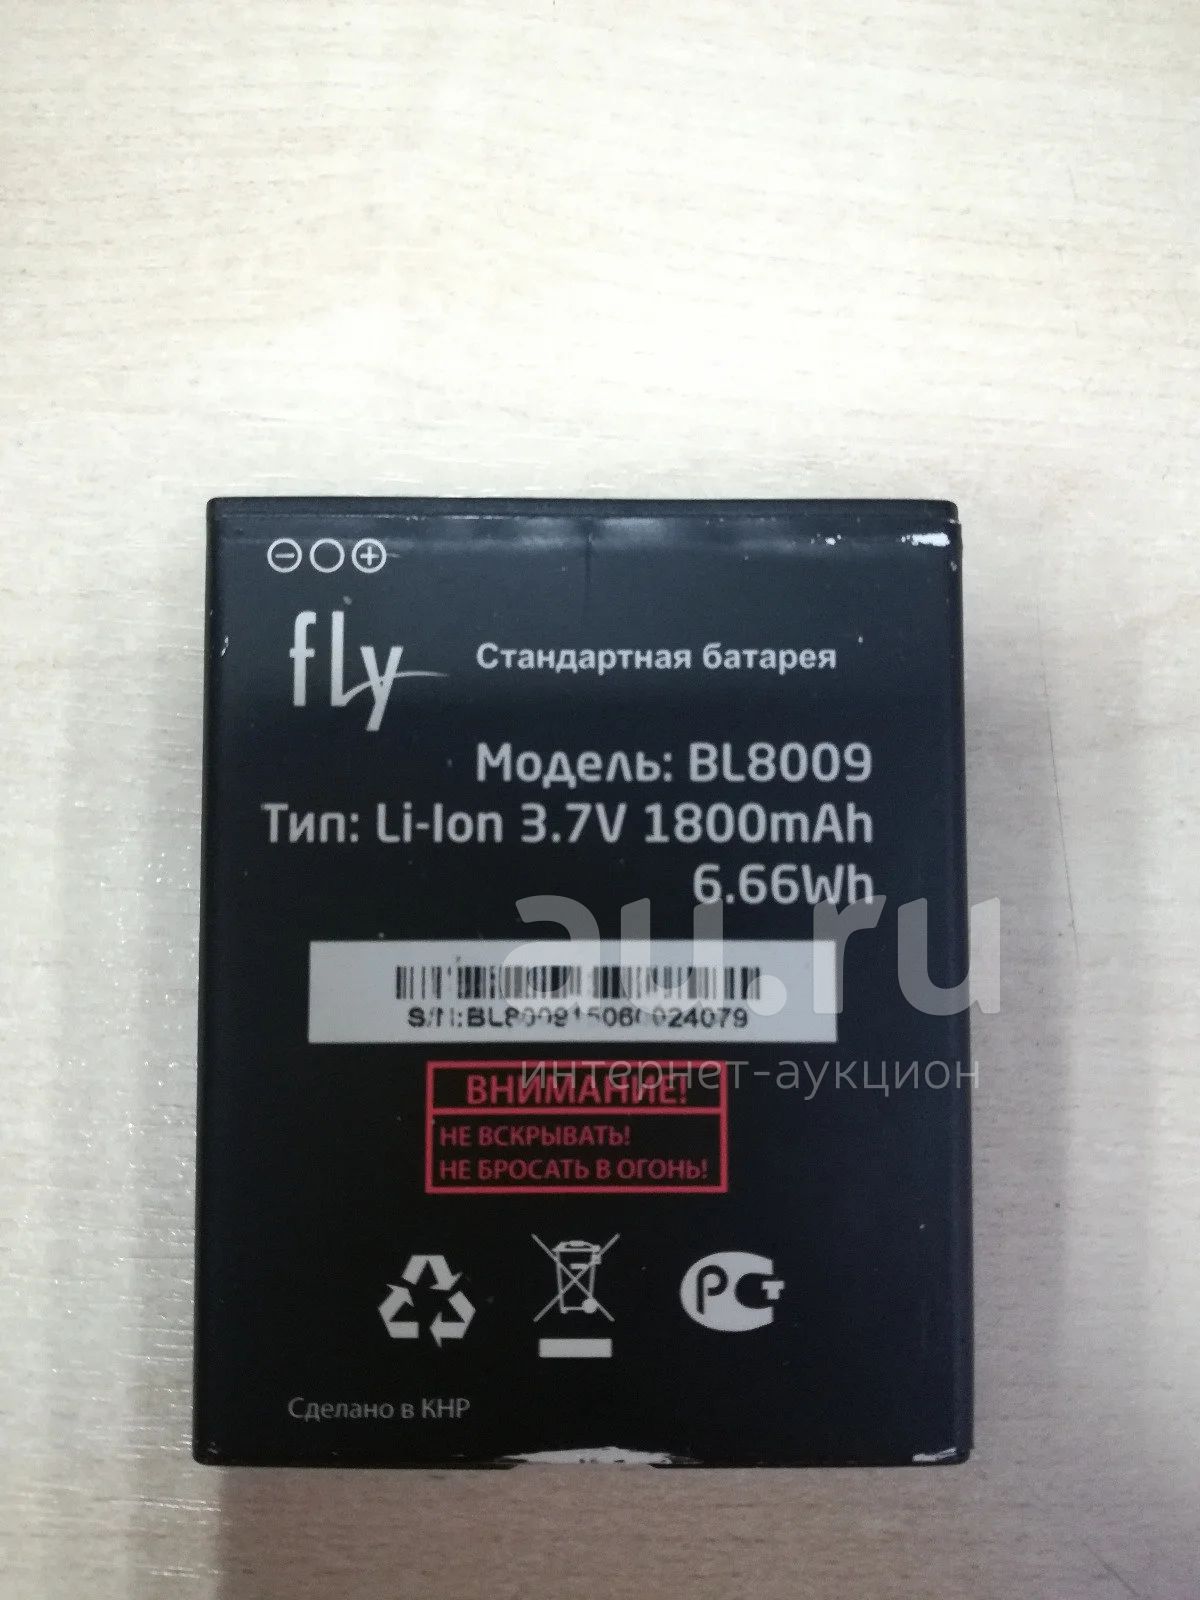 fly
Стандартная батарея
Модель: BL8009
Тип: Li-Ion 3.7V 1800mAh
6.66Wh
au.ru
интернет-аукцион
ВНИМАНИЕ!
НЕ ВСКРЫВАТЬ!
НЕ БРОСАТЬ В ОГОНЬ!
РСТ
Сделано в КНР